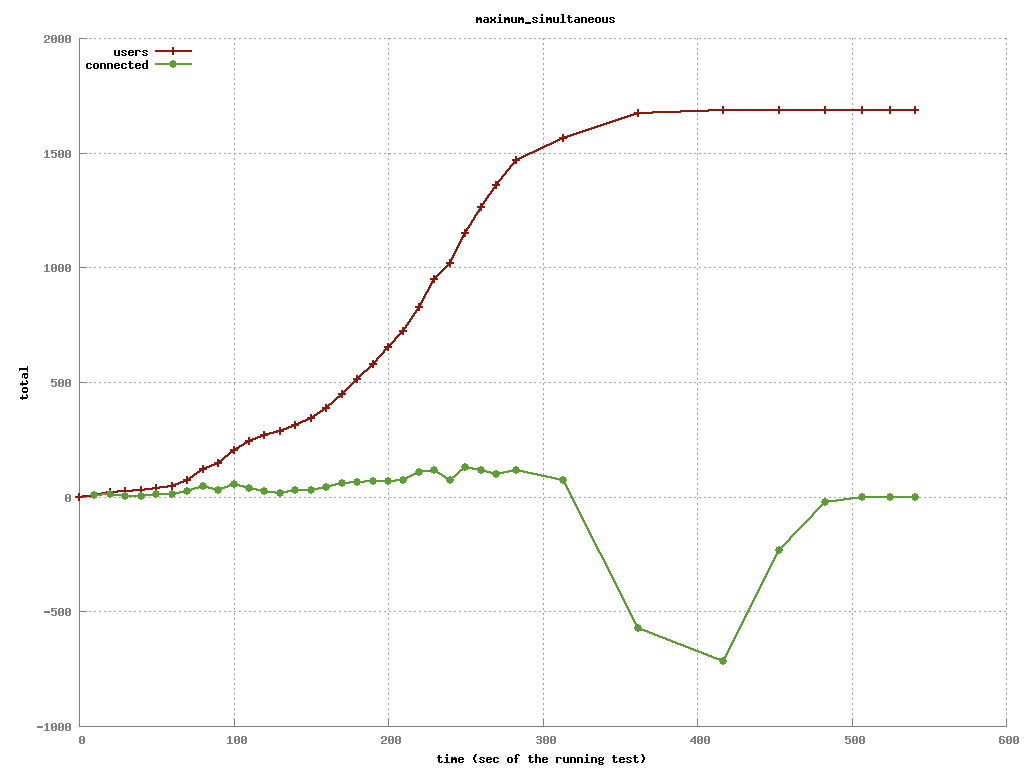 maximum_simultaneous
2000
users
connected
1500
1000
total
500
0
-500
-1000
0 100 200 300 400 500 600
time (sec of the running test)